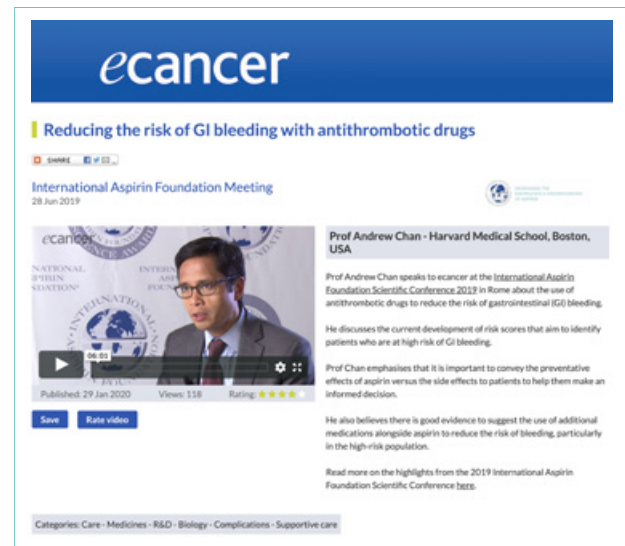 ecancer
Reducing the risk of GI bleeding with antithrombotic drugs
SHARE
International Aspirin Foundation Meeting
28 Jun 2019
ecancer
NATIONAL
INTERN
06:01
Published: 29 Jan 2020 Views: 118 Rating:
Save Rate video
Prof Andrew Chan - Harvard Medical School, Boston,
USA
Prof Andrew Chan speaks to ecancer at the International Aspirin
Foundation Scientific Conference 2019 in Rome about the use of
antithrombotic drugs to reduce the risk of gastrointestinal (GI) bleeding.
He discusses the current development of risk scores that aim to identify
patients who are at high risk of GI bleeding.
Prof Chan emphasises that it is important to convey the preventative
effects of aspirin versus the side effects to patients to help them make an
informed decision.
He also believes there is good evidence to suggest the use of additional
medications alongside aspirin to reduce the risk of bleeding, particularly
in the high-risk population.
Read more on the highlights from the 2019 International Aspirin
Foundation Scientific Conference here.
Categories: Care - Medicines - R&D - Biology - Complications - Supportive care